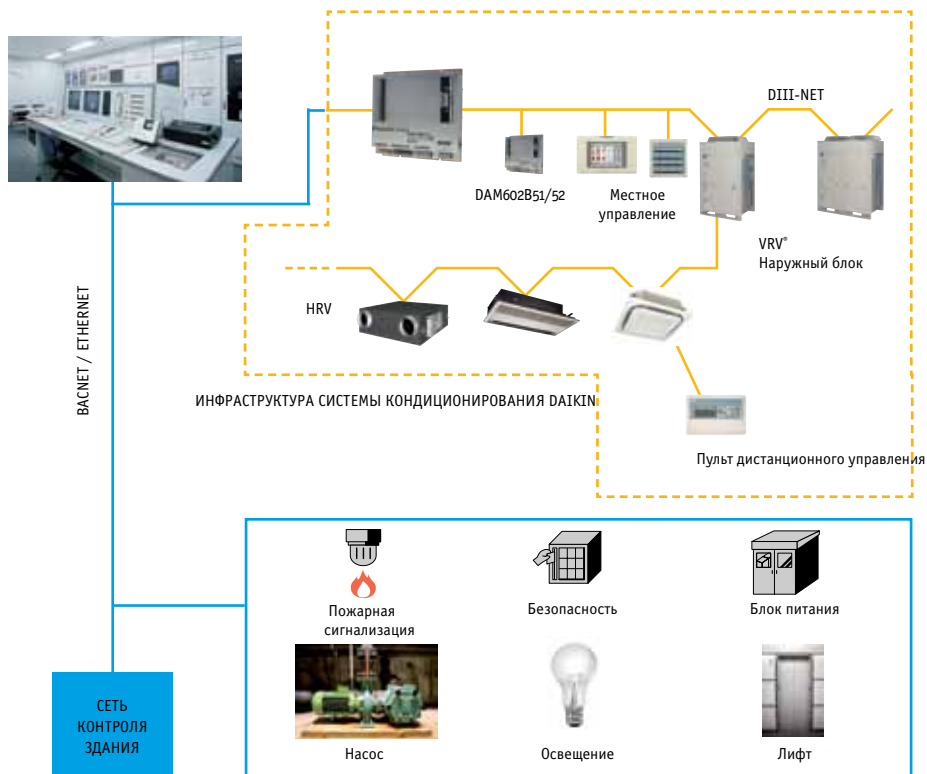 DIII-NET
DAM602B51/52
Местное
управление
VRV®
Наружный блок
HRV
BACNET / ETHERNET
ИНФРАСТРУКТУРА СИСТЕМЫ КОНДИЦИОНИРОВАНИЯ DAIKIN
Пульт дистанционного управления
Пожарная
сигнализация
Безопасность
Блок питания
СЕТЬ
КОНТРОЛЯ
ЗДАНИЯ
Насос
Освещение
Лифт